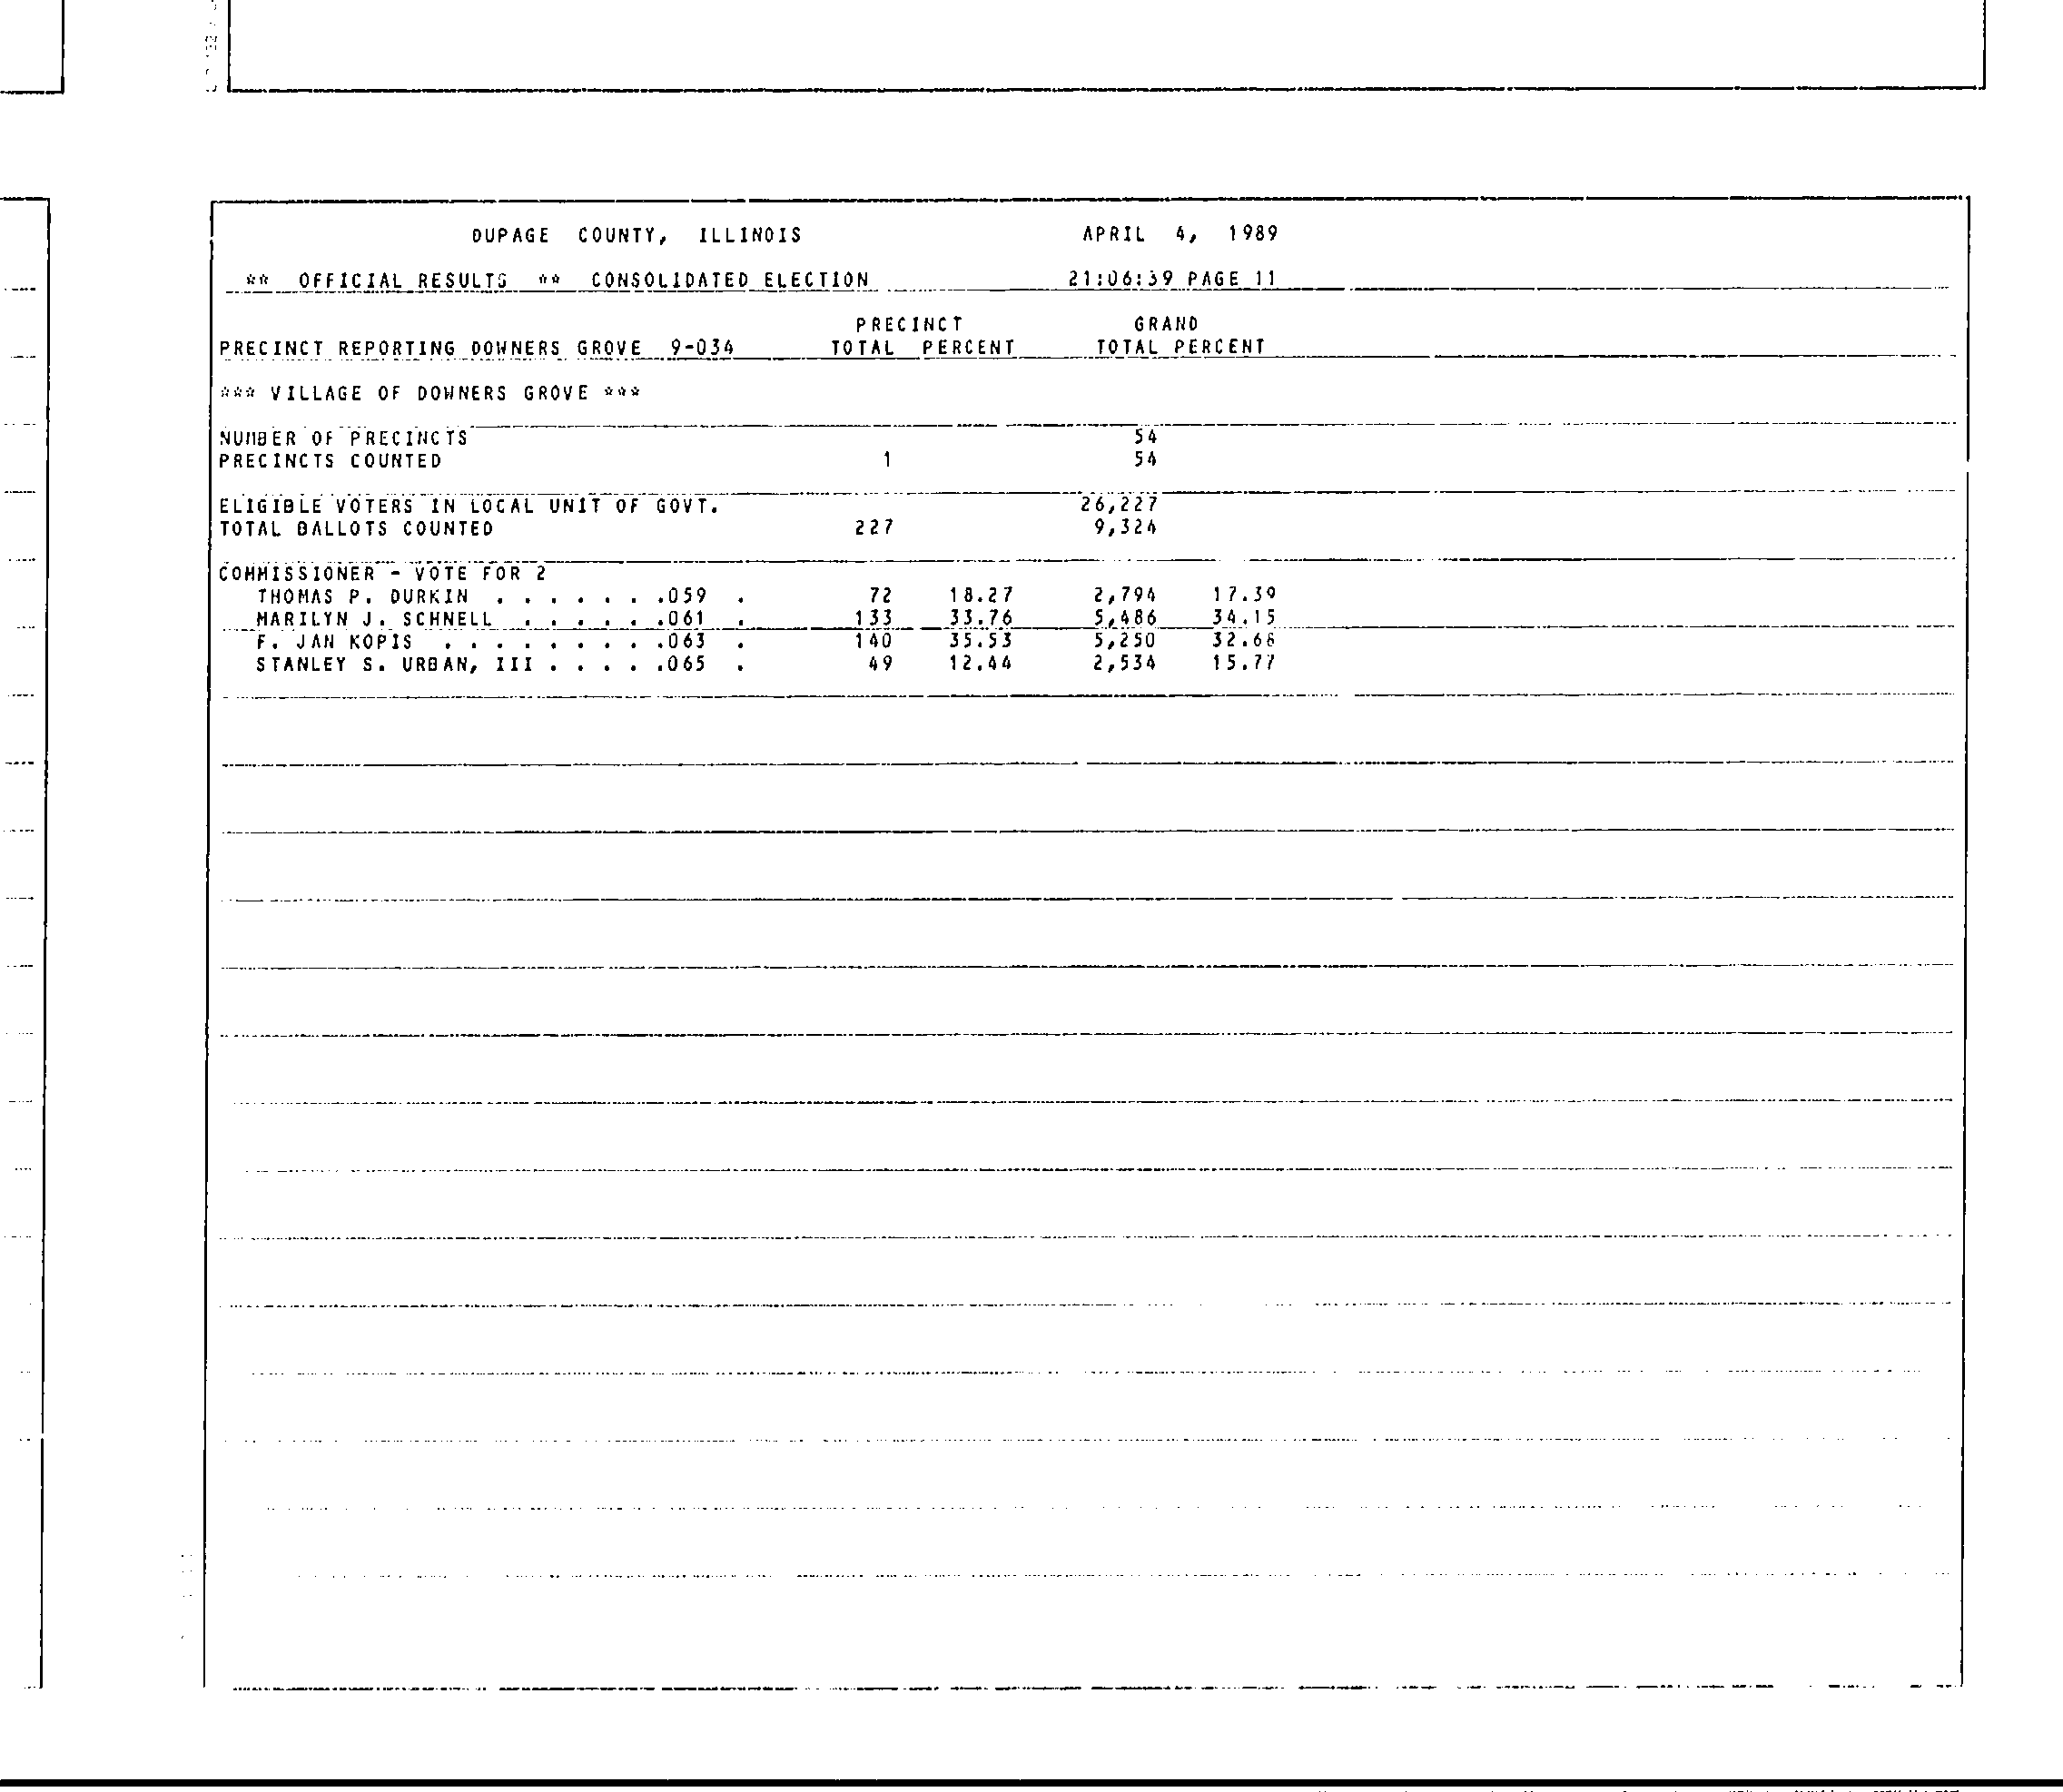 DUPAGE COUNTY, ILLINOIS APRIL 4, 1989
** OFFICIAL RESULTS ** CONSOLIDATED ELECTION 21:06:39 PAGE 11
PRECINCT GRAND
PRECINCT REPORTING DOWNERS GROVE 9-034 TOTAL PERCENT TOTAL PERCENT
*** VILLAGE OF DOWNERS GROVE ***
NUMBER OF PRECINCTS 54
PRECINCTS COUNTED 1 54
ELIGIBLE VOTERS IN LOCAL UNIT OF GOVT. 26,227
TOTAL BALLOTS COUNTED 227 9,324
COMMISSIONER - VOTE FOR 2
THOMAS P. DURKIN . . . . . . .059 . 72 18.27 2,794 17.39
MARILYN J. SCHNELL . . . . . .061 . 133 33.76 5,486 34.15
F. JAN KOPIS . . . . . . . . .063 . 140 35.53 5,250 32.68
STANLEY S. URBAN, III . . . . .065 . 49 12.44 2,534 15.77